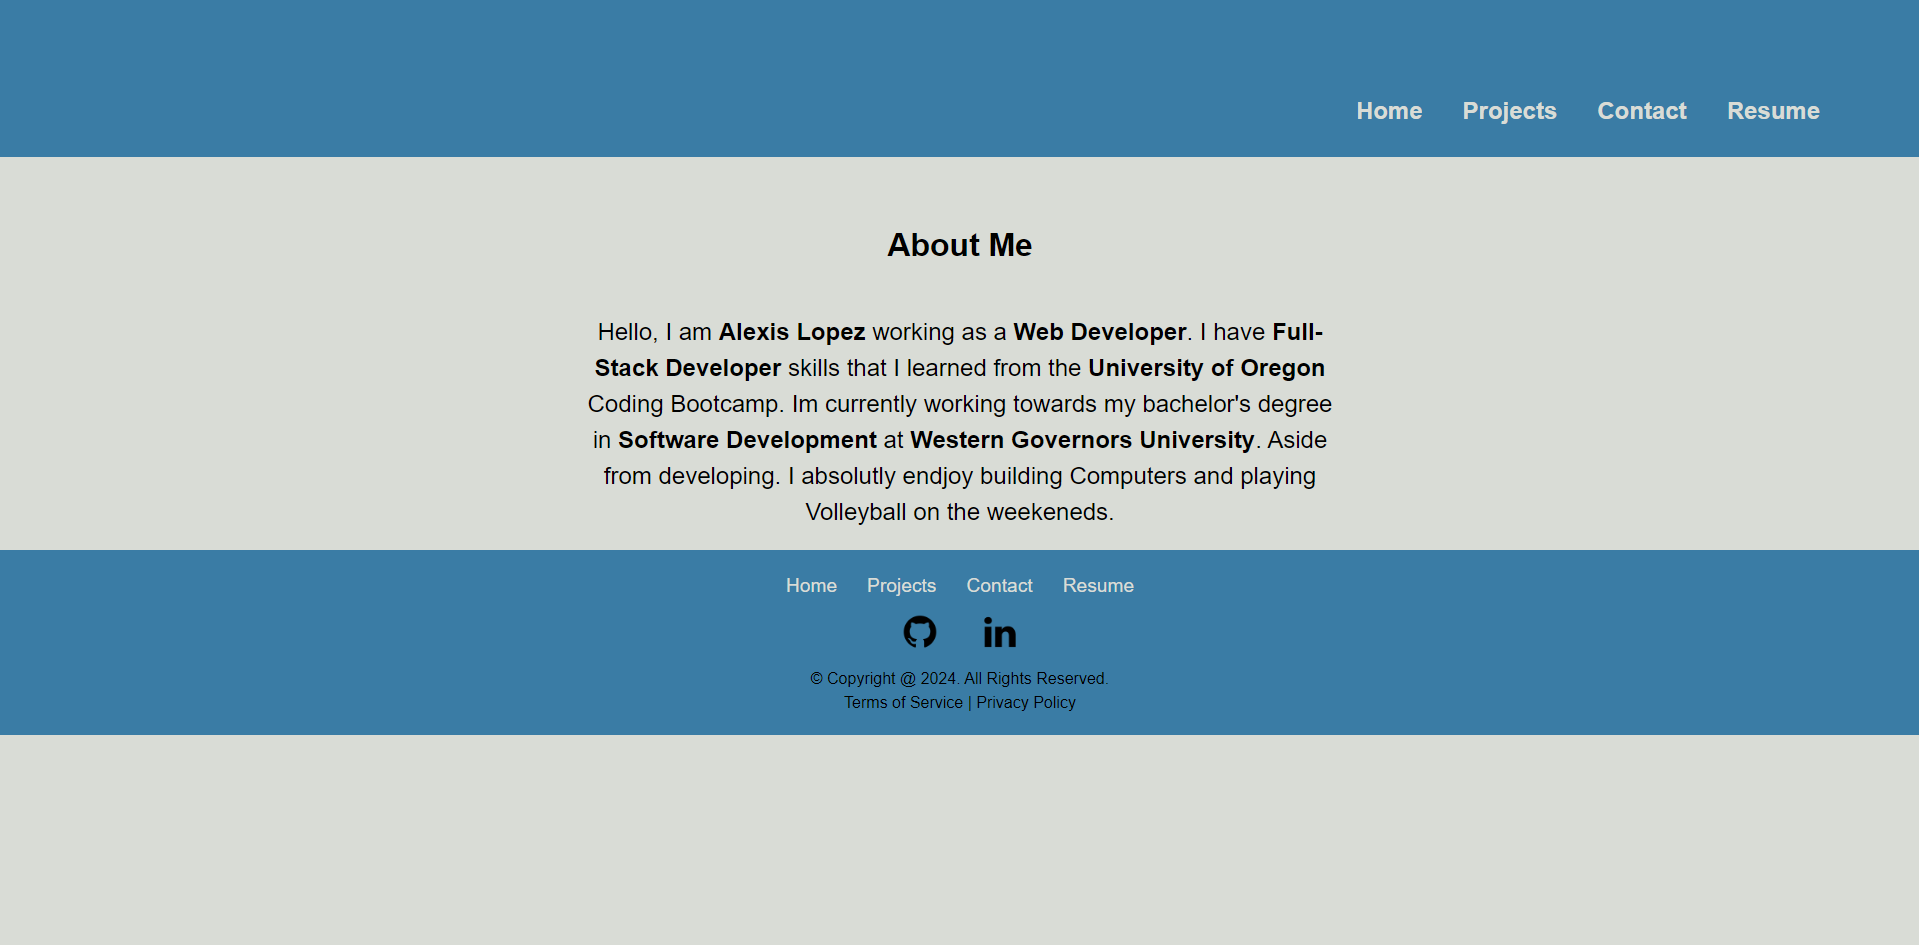 Home Projects Contact Resume
About Me
Hello, I am Alexis Lopez working as a Web Developer. I have Full-
Stack Developer skills that I learned from the University of Oregon
Coding Bootcamp. Im currently working towards my bachelor's degree
in Software Development at Western Governors University. Aside
from developing. I absolutly endjoy building Computers and playing
Volleyball on the weekeneds.
Home Projects Contact Resume
in
© Copyright @ 2024. All Rights Reserved.
Terms of Service | Privacy Policy